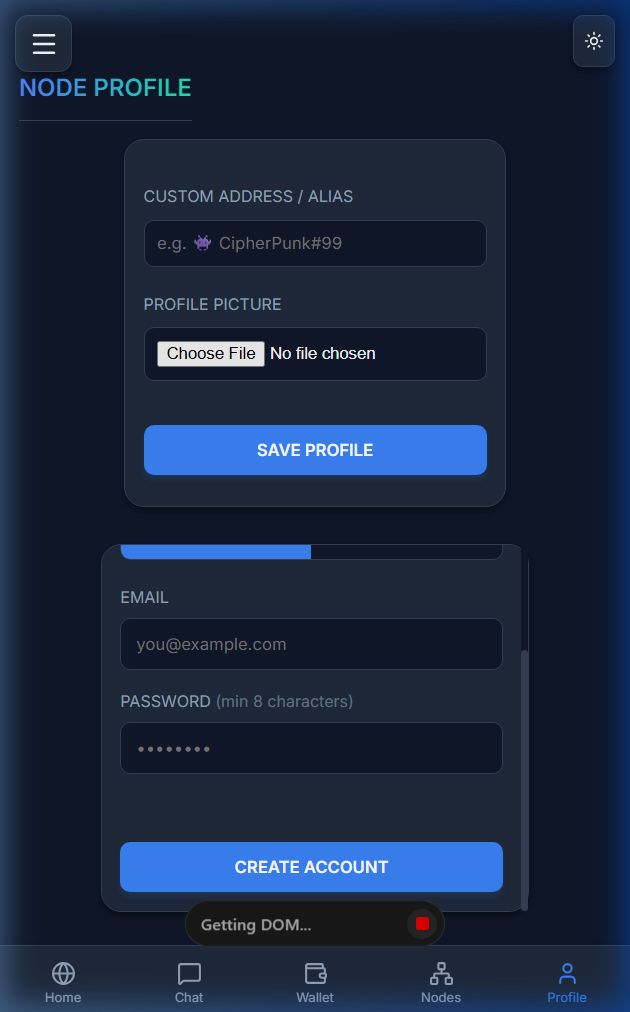 NODE PROFILE
CUSTOM ADDRESS / ALIAS
e.g. 👾 CipherPunk#99
PROFILE PICTURE
Choose File No file chosen
SAVE PROFILE
EMAIL
you@example.com
PASSWORD (min 8 characters)
••••••••
CREATE ACCOUNT
Getting DOM...
Home Chat Wallet Nodes Profile